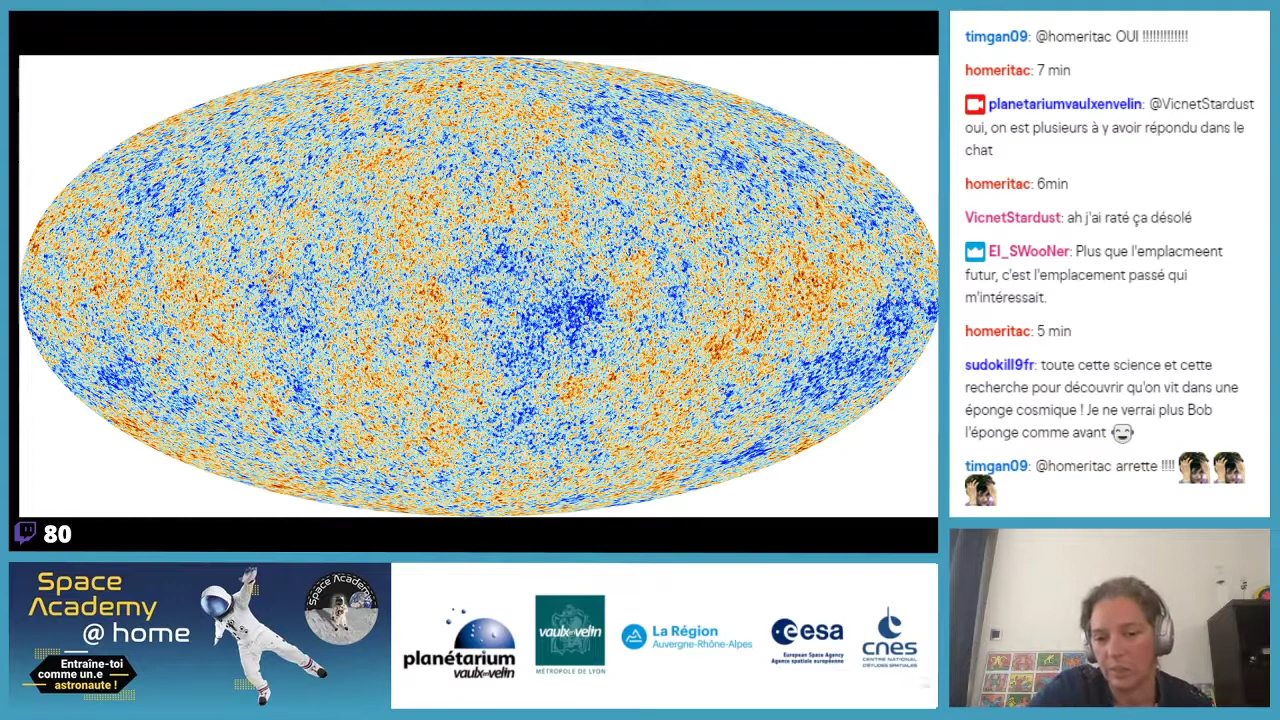 timgan09: @homeritac OUI !!!!!!!!!!!!!
homeritac: 7 min
planetariumvaulxenvelin: @VicnetStardust
oui, on est plusieurs à y avoir répondu dans le
chat
homeritac: 6min
VicnetStardust: ah j'ai raté ça désolé
El_SWooNer: Plus que l'emplacmeent
futur, c'est l'emplacement passé qui
m'intéressait.
homeritac: 5 min
sudokill9fr: toute cette science et cette
recherche pour découvrir qu'on vit dans une
éponge cosmique ! Je ne verrai plus Bob
l'éponge comme avant
timgan09: @homeritac arrette !!!!
80
Space
Academy
@ home
Entraîne-toi
comme un.e
astronaute !
Space Academy
planétarium
vaulx en velin
vaulx en velin
MÉTROPOLE DE LYON
La Région
Auvergne-Rhône-Alpes
esa
European Space Agency
Agence spatiale européenne
cnes
CENTRE NATIONAL
D'ÉTUDES SPATIALES